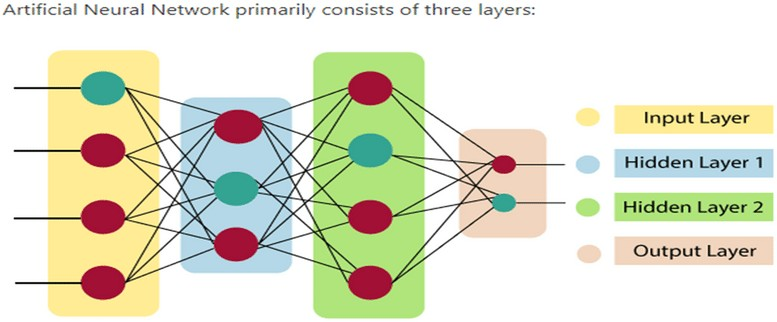 Artificial Neural Network primarily consists of three layers:
Input Layer
Hidden Layer 1
Hidden Layer 2
Output Layer